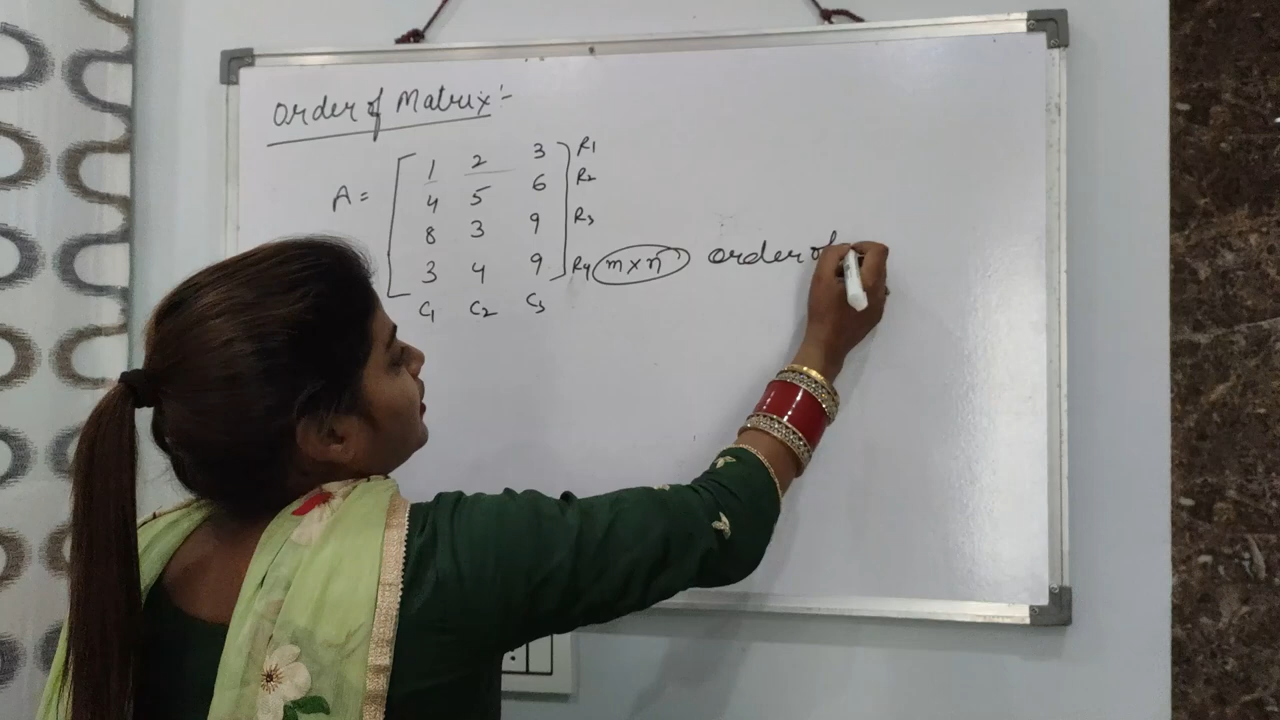 Order of Matrix :-
1 2 3 R1
A = 4 5 6 R2
8 3 9 R3
3 4 9 R4 m×n order of
C1 C2 C3